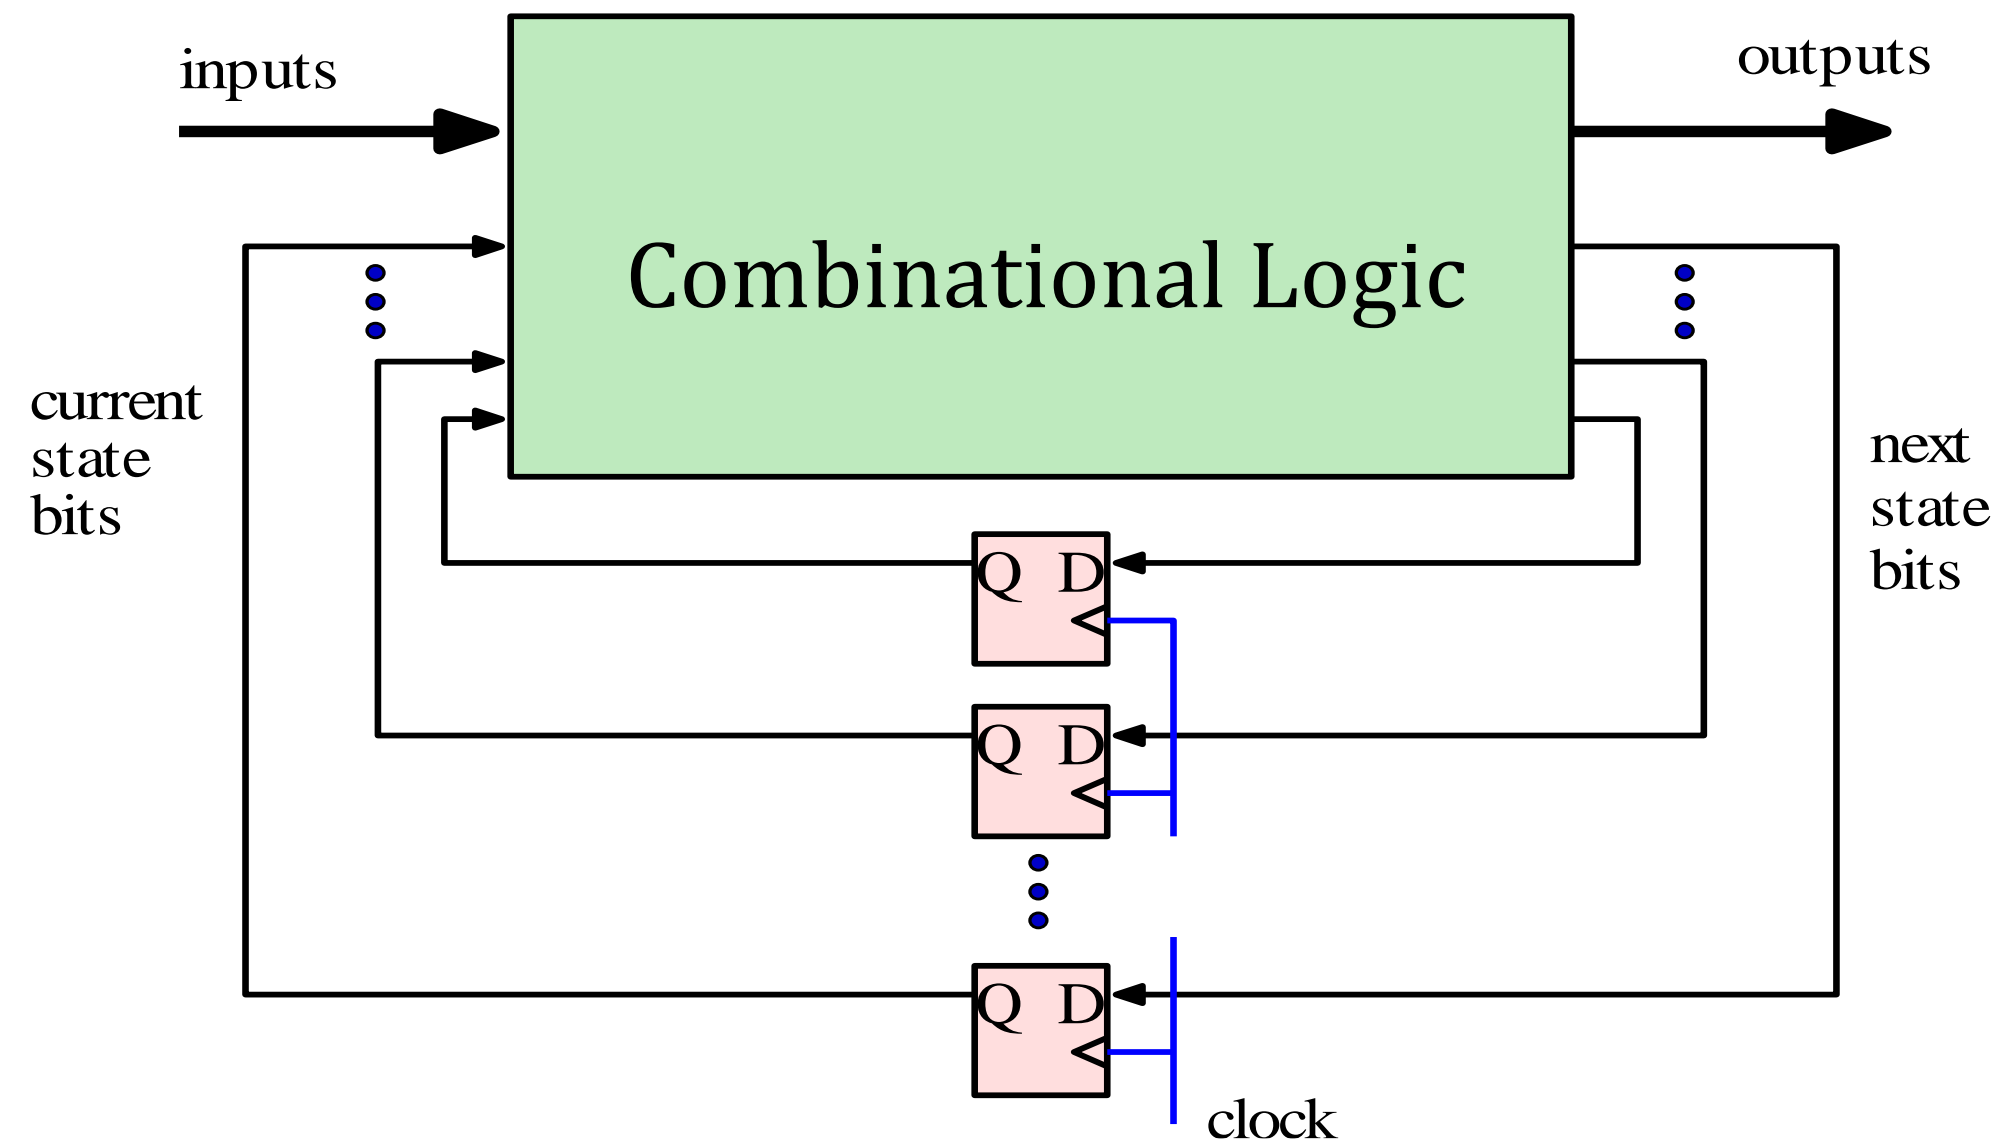 inputs
outputs
Combinational Logic
current
state
bits
next
state
bits
Q D
Q D
Q D
clock